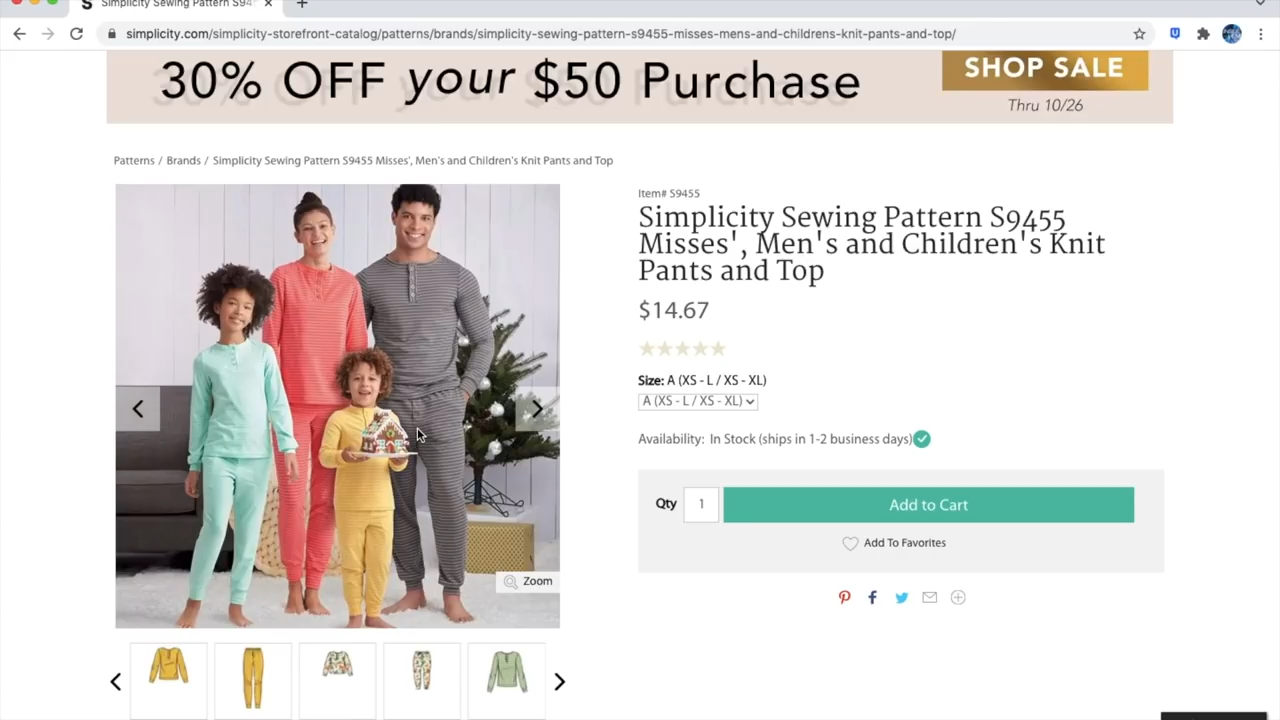 Simplicity Sewing Pattern S94
simplicity.com/simplicity-storefront-catalog/patterns/brands/simplicity-sewing-pattern-s9455-misses-mens-and-childrens-knit-pants-and-top/
30% OFF your $50 Purchase
SHOP SALE
Thru 10/26
Patterns / Brands / Simplicity Sewing Pattern S9455 Misses', Men's and Children's Knit Pants and Top
Item# S9455
Simplicity Sewing Pattern S9455
Misses', Men's and Children's Knit
Pants and Top
$14.67
Size: A (XS - L / XS - XL)
A (XS - L / XS - XL)
Availability: In Stock (ships in 1-2 business days)
Qty 1 Add to Cart
Add To Favorites
Zoom